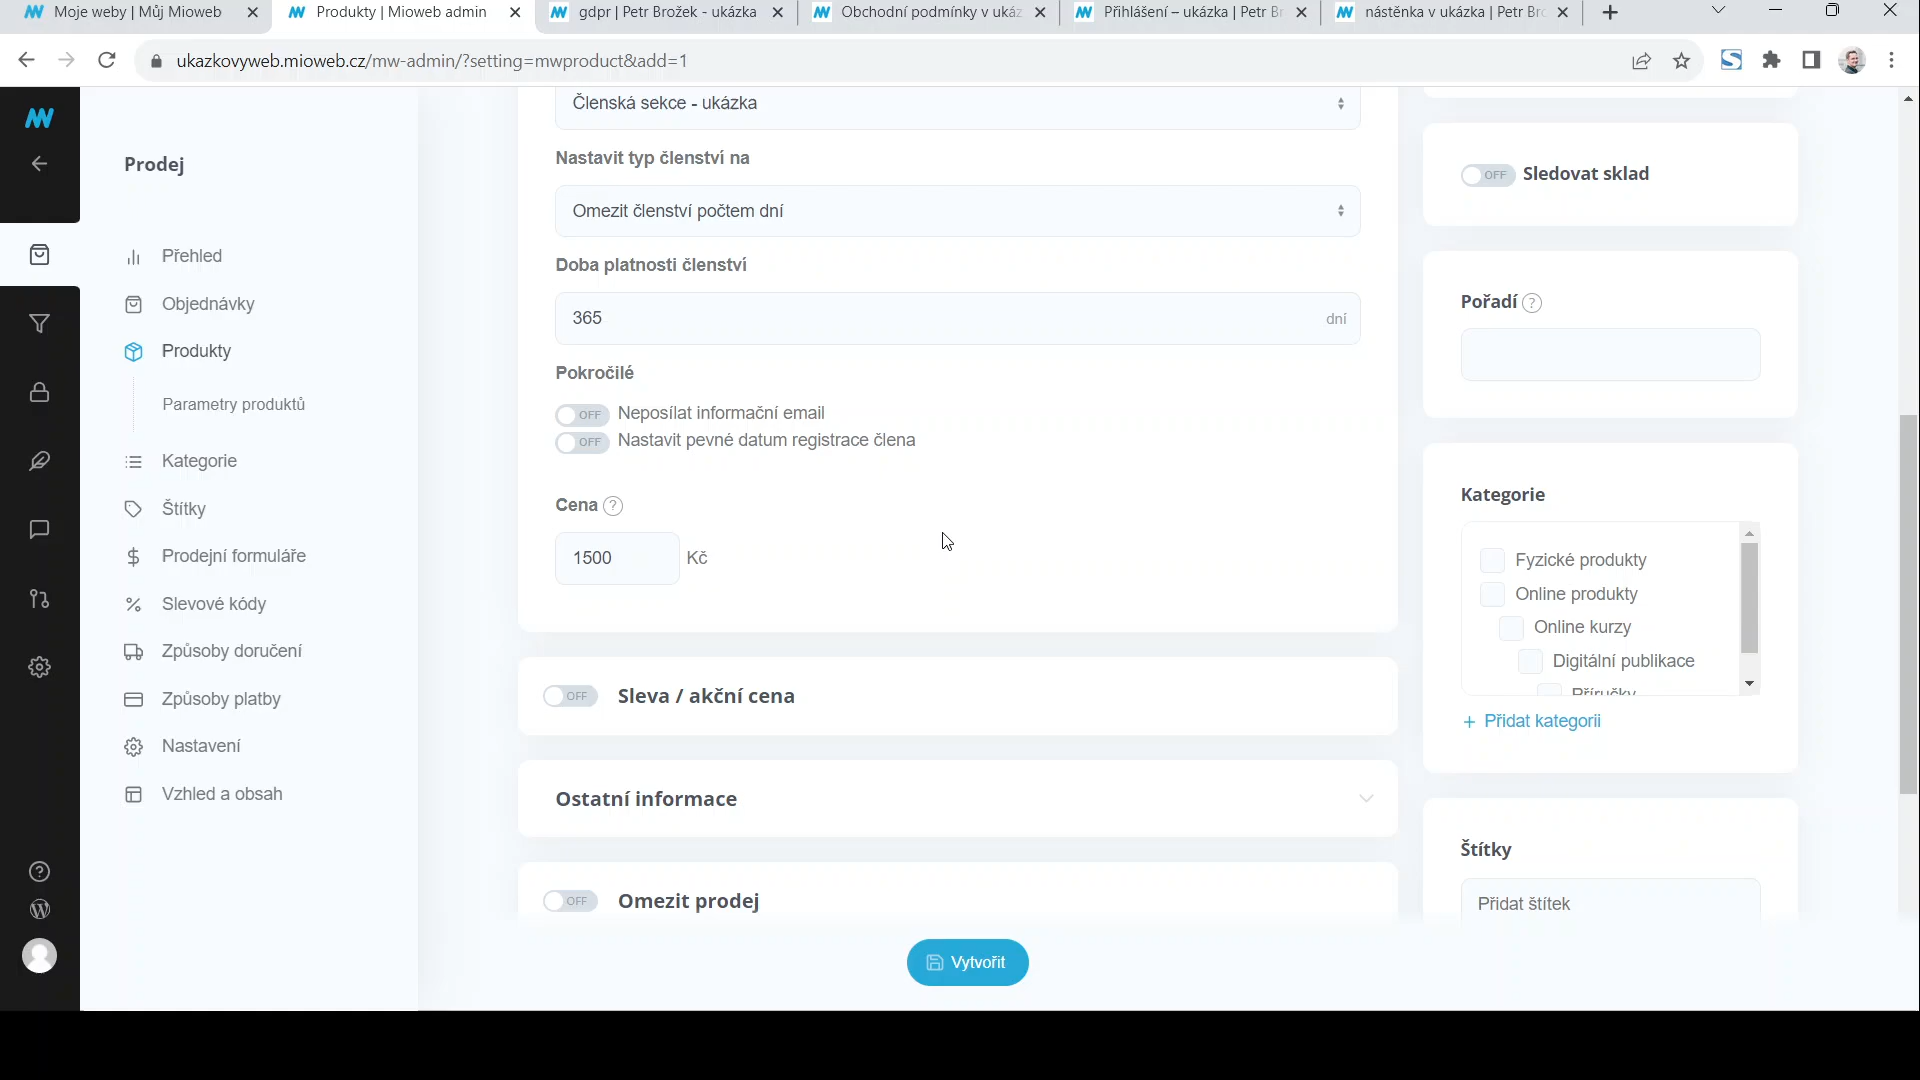 Moje weby | Můj Mioweb
Produkty | Mioweb admin
gdpr | Petr Brožek - ukázka
Obchodní podmínky v ukáz
Přihlášení – ukázka | Petr Br
nástěnka v ukázka | Petr Bro
ukazkovyweb.mioweb.cz/mw-admin/?setting=mwproduct&add=1
Prodej
Přehled
Objednávky
Produkty
Parametry produktů
Kategorie
Štítky
Prodejní formuláře
Slevové kódy
Způsoby doručení
Způsoby platby
Nastavení
Vzhled a obsah
Členská sekce - ukázka
Nastavit typ členství na
Omezit členství počtem dní
Doba platnosti členství
365 dní
Pokročilé
OFF Neposílat informační email
OFF Nastavit pevné datum registrace člena
Cena ?
1500 Kč
OFF Sleva / akční cena
Ostatní informace
OFF Omezit prodej
Vytvořit
OFF Sledovat sklad
Pořadí ?
Kategorie
Fyzické produkty
Online produkty
Online kurzy
Digitální publikace
Příručky
+ Přidat kategorii
Štítky
Přidat štítek